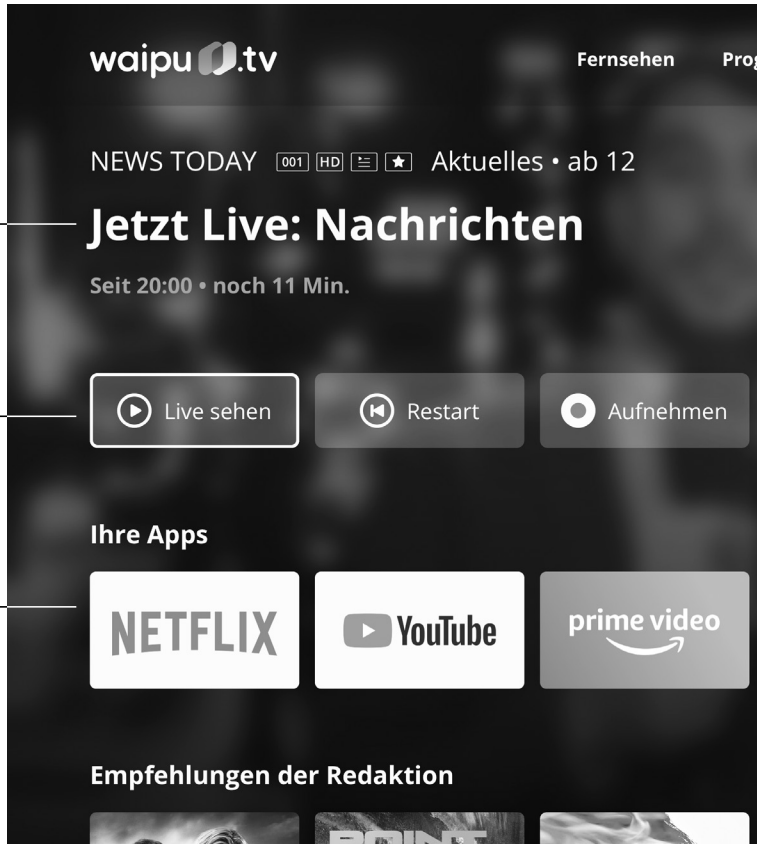 waipu.tv
Fernsehen
NEWS TODAY 001 HD Aktuelles • ab 12
Jetzt Live: Nachrichten
Seit 20:00 • noch 11 Min.
Live sehen Restart Aufnehmen
Ihre Apps
NETFLIX YouTube prime video
Empfehlungen der Redaktion
POINT